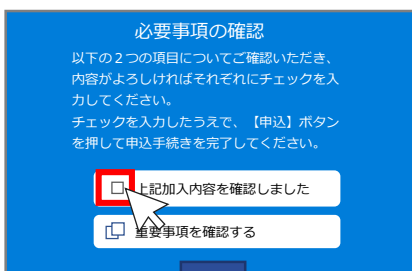 必要事項の確認
以下の２つの項目についてご確認いただき、
内容がよろしければそれぞれにチェックを入
力してください。
チェックを入力したうえで、【申込】ボタン
を押して申込手続きを完了してください。
上記加入内容を確認しました
重要事項を確認する